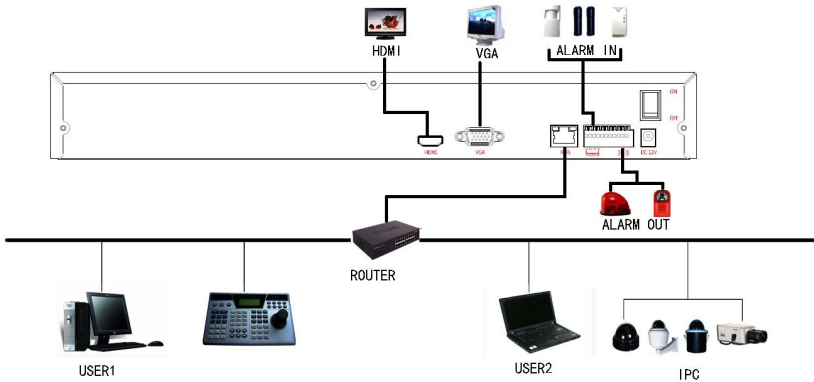 HDMI
VGA
ALARM IN
ON
OFF
HDMI
VGA
DC 12V
ALARM OUT
ROUTER
USER1
USER2
IPC